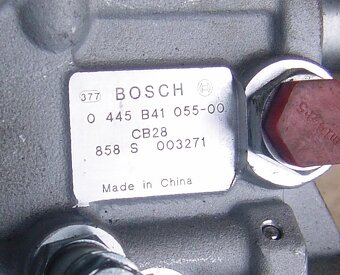 377 BOSCH
0 445 B41 055-00
CB28
858 S 003271
Made in China